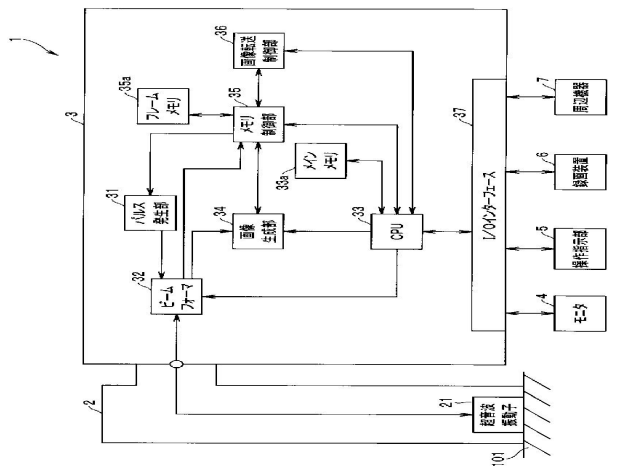 1
3
36
画像転送
制御部
35a
フレーム
メモリ
35
メモリ
制御部
31
パルス
発生部
33a
メイン
メモリ
34
画像
生成部
33
CPU
32
ビーム
フォーマ
37
I/Oインターフェース
7
周辺機器
6
録画装置
5
操作指示部
4
モニタ
2
21
超音波
振動子
101